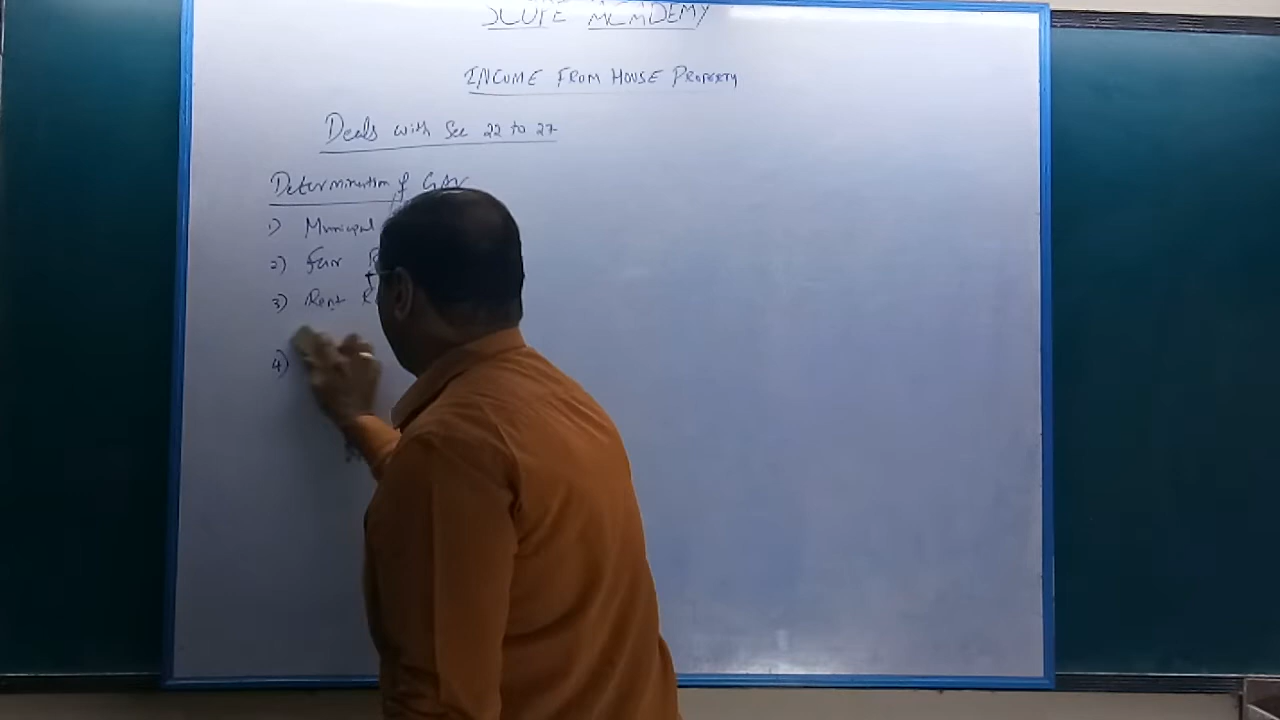 INCOME FROM HOUSE PROPERTY
Deals with Sec 22 to 27
Determination of GAV
1) Municipal
2) Fair
3) Rent
4)